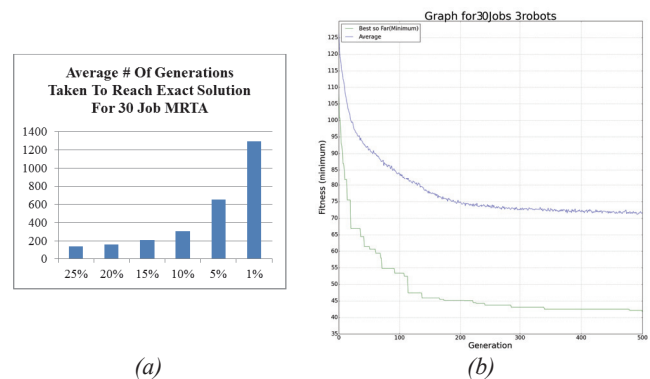 Average # Of Generations
Taken To Reach Exact Solution
For 30 Job MRTA
1400
1200
1000
800
600
400
200
0
25% 20% 15% 10% 5% 1%
(a)
Graph for30Jobs 3robots
Best so Far(Minimum)
Average
Fitness (minimum)
125
120
115
110
105
100
95
90
85
80
75
70
65
60
55
50
45
40
35
0 100 200 300 400 500
Generation
(b)